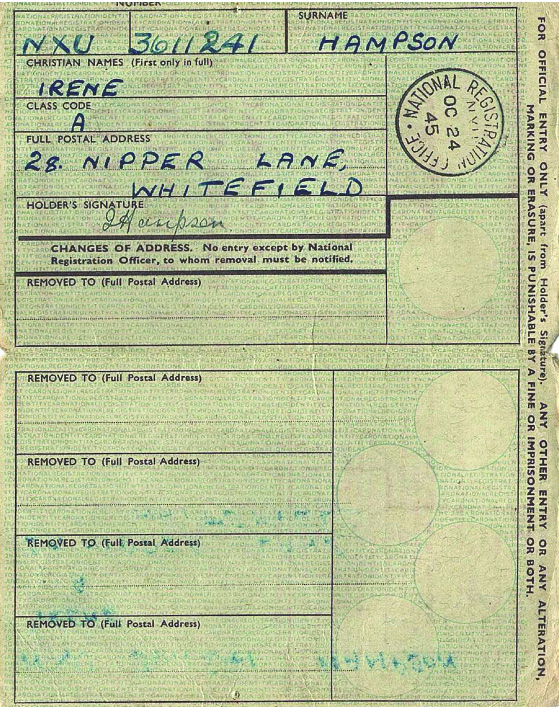 NUMBER
SURNAME
NXU 3611241 HAMPSON
CHRISTIAN NAMES (First only in full)
IRENE
CLASS CODE
A
FULL POSTAL ADDRESS
28. NIPPER LANE,
WHITEFIELD
HOLDER'S SIGNATURE
IHampson
NATIONAL REGISTRATION OFFICE
OC 24
45
CHANGES OF ADDRESS. No entry except by National
Registration Officer, to whom removal must be notified.
REMOVED TO (Full Postal Address)
REMOVED TO (Full Postal Address)
REMOVED TO (Full Postal Address)
REMOVED TO (Full Postal Address)
REMOVED TO (Full Postal Address)
FOR OFFICIAL ENTRY ONLY (apart from Holder's Signature). ANY OTHER ENTRY OR ANY ALTERATION,
MARKING OR ERASURE, IS PUNISHABLE BY A FINE OR IMPRISONMENT OR BOTH.